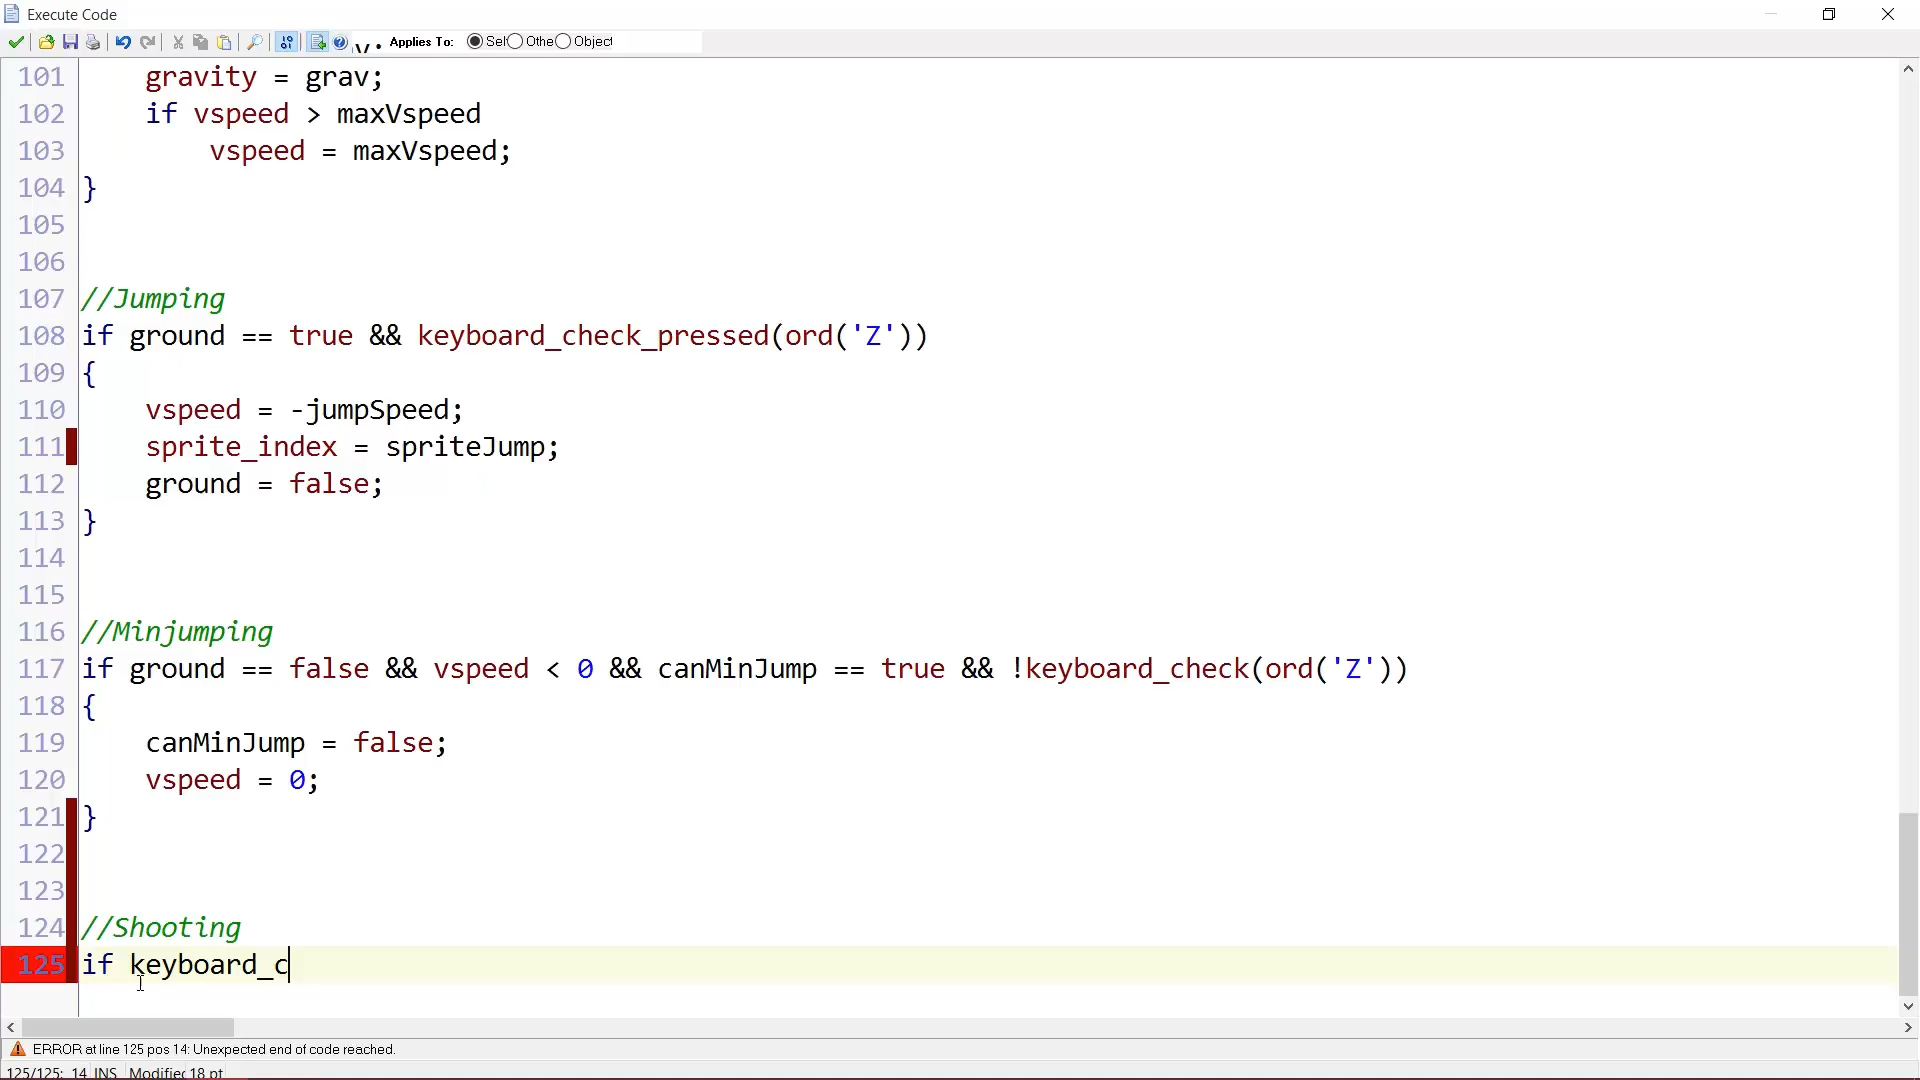 Execute Code
Applies To: Self Othe Object
101 gravity = grav;
102 if vspeed > maxVspeed
103 vspeed = maxVspeed;
104 }
105
106
107 //Jumping
108 if ground == true && keyboard_check_pressed(ord('Z'))
109 {
110 vspeed = -jumpSpeed;
111 sprite_index = spriteJump;
112 ground = false;
113 }
114
115
116 //Minjumping
117 if ground == false && vspeed < 0 && canMinJump == true && !keyboard_check(ord('Z'))
118 {
119 canMinJump = false;
120 vspeed = 0;
121 }
122
123
124 //Shooting
125 if keyboard_c
ERROR at line 125 pos 14: Unexpected end of code reached.
125/125: 14 INS Modified 18 pt